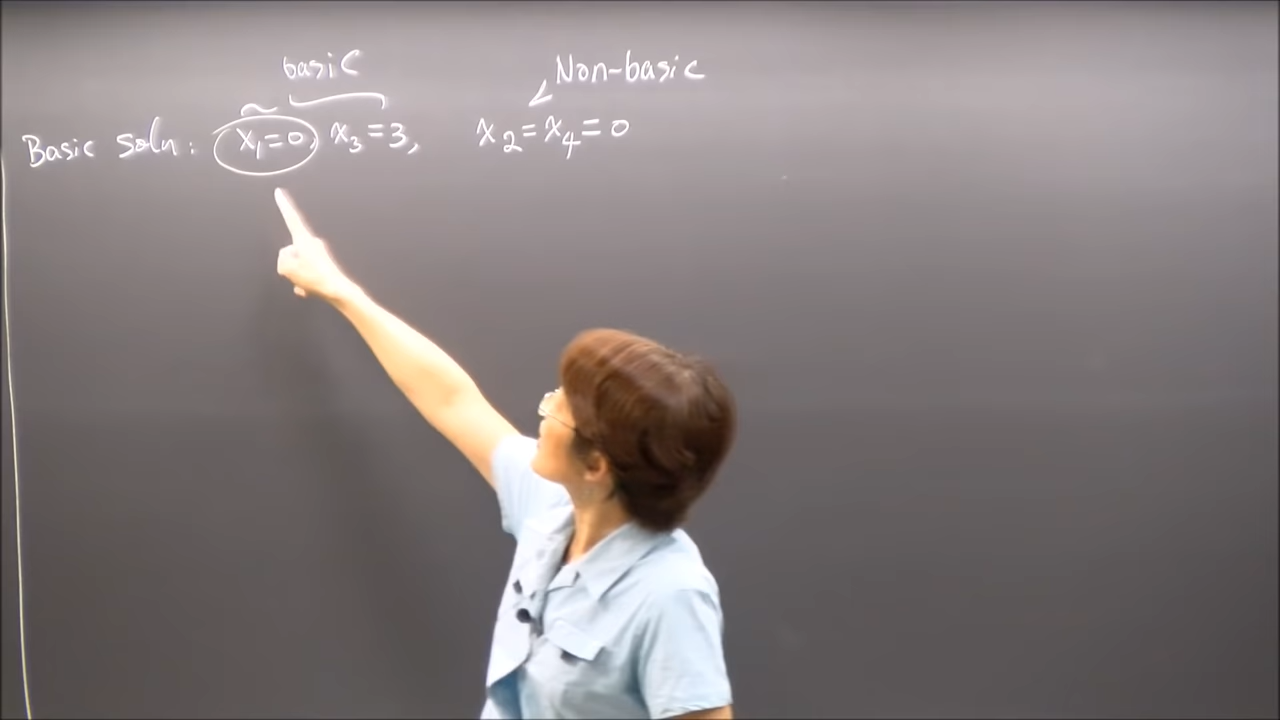 basic Non-basic
Basic soln: x₁=0, x₃=3, x₂=x₄=0